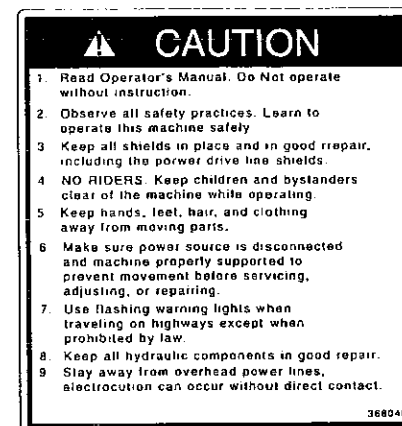 CAUTION
1. Read Operator's Manual. Do Not operate
without instruction.
2. Observe all safety practices. Learn to
operate this machine safely
3 Keep all shields in place and in good rrepair,
including the porwer drive line shields.
4 NO RIDERS. Keep children and bystanders
clear of the machine while operating.
5 Keep hands, feet, hair, and clothing
away from moving parts.
6 Make sure power source is disconnected
and machine properly supported to
prevent movement before servicing,
adjusting, or repairing.
7. Use flashing warning lights when
traveling on highways except when
prohibited by law.
8. Keep all hydraulic components in good repair.
9 Stay away from overhead power lines,
electrocution can occur without direct contact.